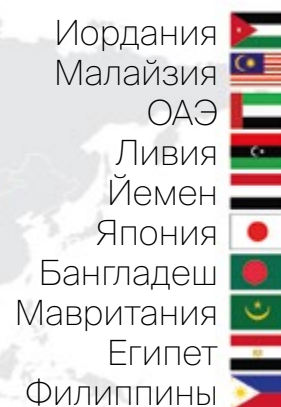 Иордания
Малайзия
ОАЭ
Ливия
Йемен
Япония
Бангладеш
Мавритания
Египет
Филиппины